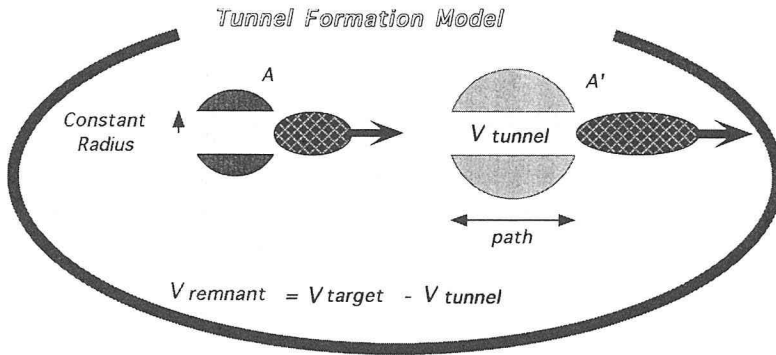 Tunnel Formation Model
A
A'
Constant
Radius
V tunnel
path
V remnant = V target - V tunnel